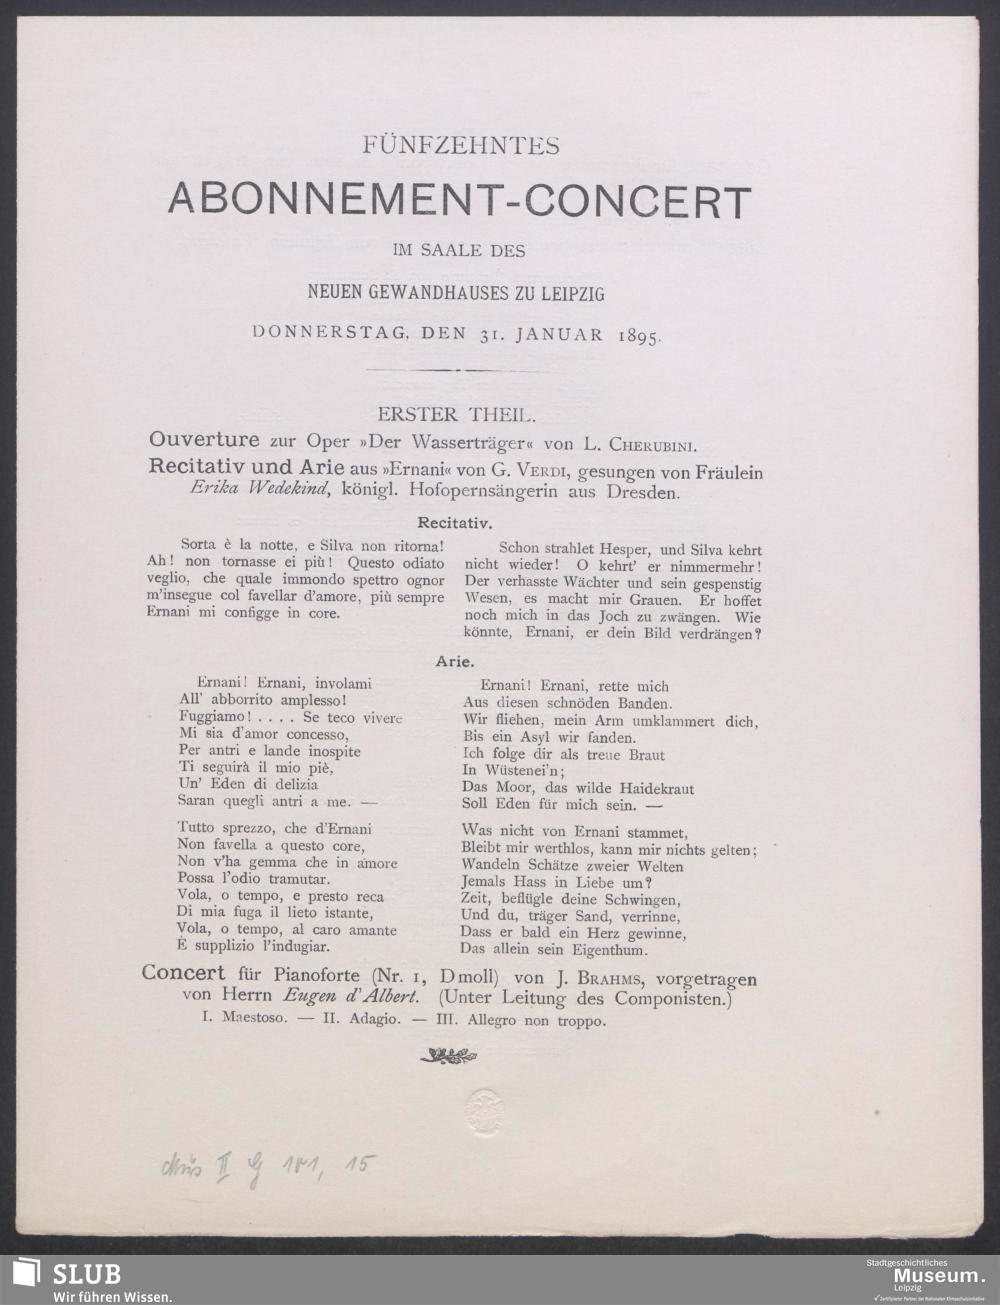 FÜNFZEHNTES
ABONNEMENT-CONCERT
IM SAALE DES
NEUEN GEWANDHAUSES ZU LEIPZIG
DONNERSTAG, DEN 31. JANUAR 1895.
ERSTER THEIL.
Ouverture zur Oper »Der Wasserträger« von L. CHERUBINI.
Recitativ und Arie aus »Ernani« von G. VERDI, gesungen von Fräulein
Erika Wedekind, königl. Hofopernsängerin aus Dresden.
Recitativ.
Sorta è la notte, e Silva non ritorna!
Ah! non tornasse ei più! Questo odiato
veglio, che quale immondo spettro ognor
m'insegue col favellar d'amore, più sempre
Ernani mi configge in core.
Schon strahlet Hesper, und Silva kehrt
nicht wieder! O kehrt' er nimmermehr!
Der verhasste Wächter und sein gespenstig
Wesen, es macht mir Grauen. Er hoffet
noch mich in das Joch zu zwängen. Wie
könnte, Ernani, er dein Bild verdrängen?
Arie.
Ernani! Ernani, involami
All' abborrito amplesso!
Fuggiamo! .... Se teco vivere
Mi sia d'amor concesso,
Per antri e lande inospite
Ti seguirà il mio piè,
Un' Eden di delizia
Saran quegli antri a me. —
Tutto sprezzo, che d'Ernani
Non favella a questo core,
Non v'ha gemma che in amore
Possa l'odio tramutar.
Vola, o tempo, e presto reca
Di mia fuga il lieto istante,
Vola, o tempo, al caro amante
È supplizio l'indugiar.
Ernani! Ernani, rette mich
Aus diesen schnöden Banden.
Wir fliehen, mein Arm umklammert dich,
Bis ein Asyl wir fanden.
Ich folge dir als treue Braut
In Wüstenei'n;
Das Moor, das wilde Haidekraut
Soll Eden für mich sein. —
Was nicht von Ernani stammet,
Bleibt mir werthlos, kann mir nichts gelten;
Wandeln Schätze zweier Welten
Jemals Hass in Liebe um?
Zeit, beflügle deine Schwingen,
Und du, träger Sand, verrinne,
Dass er bald ein Herz gewinne,
Das allein sein Eigenthum.
Concert für Pianoforte (Nr. 1, Dmoll) von J. BRAHMS, vorgetragen
von Herrn Eugen d'Albert. (Unter Leitung des Componisten.)
I. Maestoso. — II. Adagio. — III. Allegro non troppo.
Mus II G 181, 15
SLUB
Wir führen Wissen.
Stadtgeschichtliches
Museum.
Leipzig
Zertifizierter Partner der Nationalen Klimaschutzinitiative